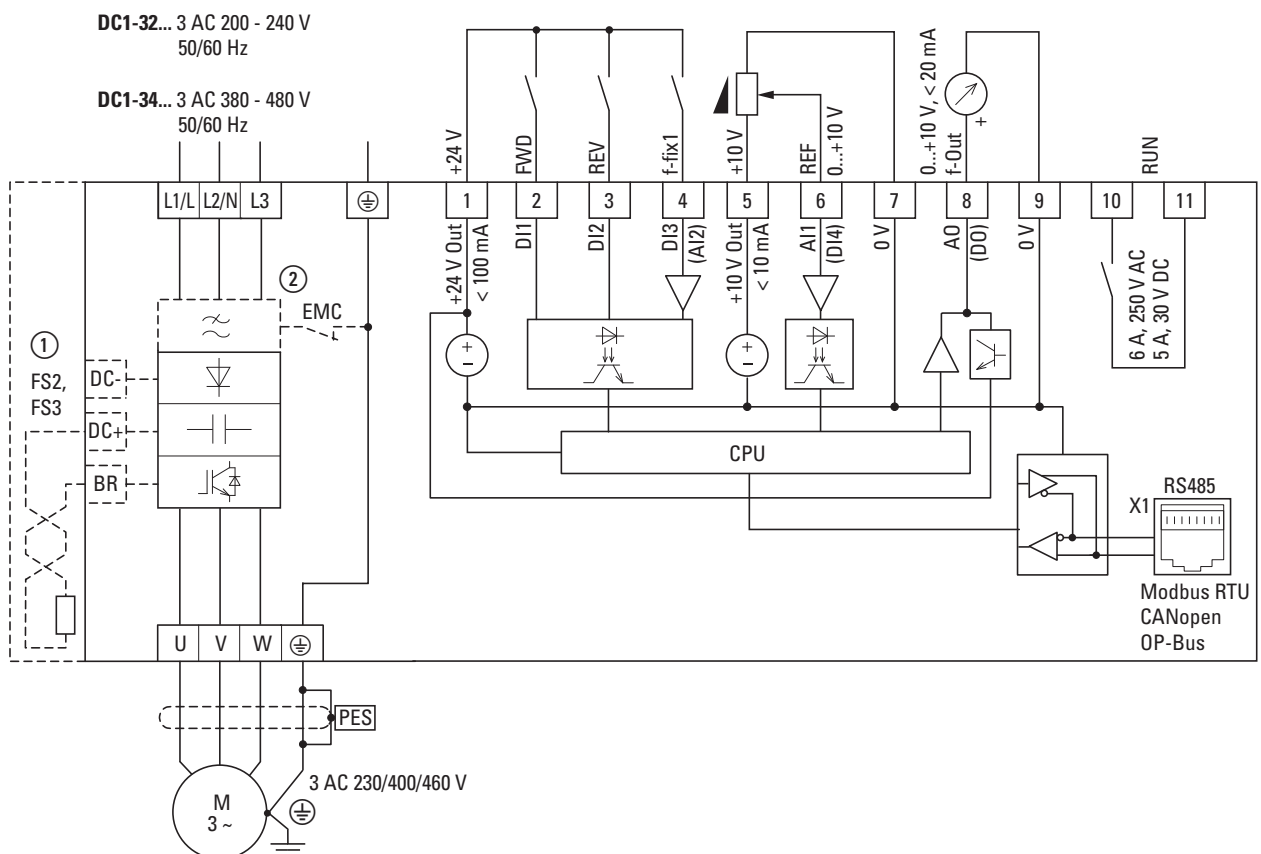 DC1-32... 3 AC 200 - 240 V
50/60 Hz
DC1-34... 3 AC 380 - 480 V
50/60 Hz
+24 V
FWD
REV
f-fix1
+10 V
REF
0...+10 V
0...+10 V, < 20 mA
f-Out
+
RUN
L1/L L2/N L3
1 2 3 4 5 6 7 8 9 10 11
+24 V Out
< 100 mA
DI1
DI2
DI3
(AI2)
+10 V Out
< 10 mA
AI1
(DI4)
0 V
AO
(DO)
0 V
6 A, 250 V AC
5 A, 30 V DC
2
EMC
1
FS2,
FS3
DC-
DC+
BR
+
-
+
-
CPU
X1
RS485
Modbus RTU
CANopen
OP-Bus
U V W
PES
3 AC 230/400/460 V
M
3 ~